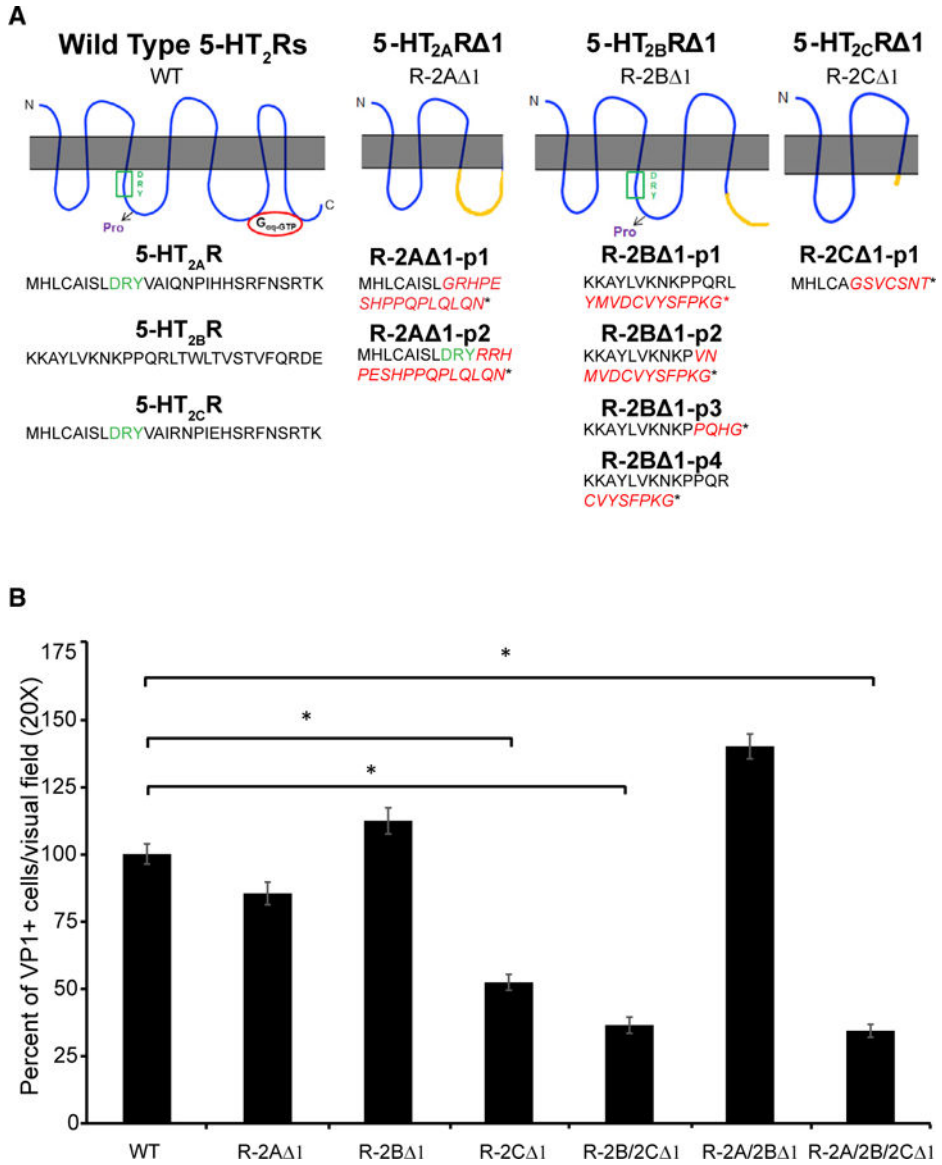 A
Wild Type 5-HT2Rs
WT
N
D
R
Y
Pro
Gαq-GTP
C
5-HT2AR
MHLCAISLDRYVAIQNPIHHSRFNSRTK
5-HT2BR
KKAYLVKNKPPQRLTWLTVSTVFQRDE
5-HT2CR
MHLCAISLDRYVAIRNPIEHSRFNSRTK
5-HT2ARΔ1
R-2AΔ1
N
R-2AΔ1-p1
MHLCAISLGRHPE
SHPPQPLQLQN*
R-2AΔ1-p2
MHLCAISLDRYRRH
PESHPPQPLQLQN*
5-HT2BRΔ1
R-2BΔ1
N
D
R
Y
Pro
R-2BΔ1-p1
KKAYLVKNKPPQRL
YMVDCVYSFPKG*
R-2BΔ1-p2
KKAYLVKNKPVN
MVDCVYSFPKG*
R-2BΔ1-p3
KKAYLVKNKPPQHG*
R-2BΔ1-p4
KKAYLVKNKPPQR
CVYSFPKG*
5-HT2CRΔ1
R-2CΔ1
N
R-2CΔ1-p1
MHLCAGSVCSNT*
B
Percent of VP1+ cells/visual field (20X)
175
150
125
100
75
50
25
0
*
*
*
WT
R-2AΔ1
R-2BΔ1
R-2CΔ1
R-2B/2CΔ1
R-2A/2BΔ1
R-2A/2B/2CΔ1